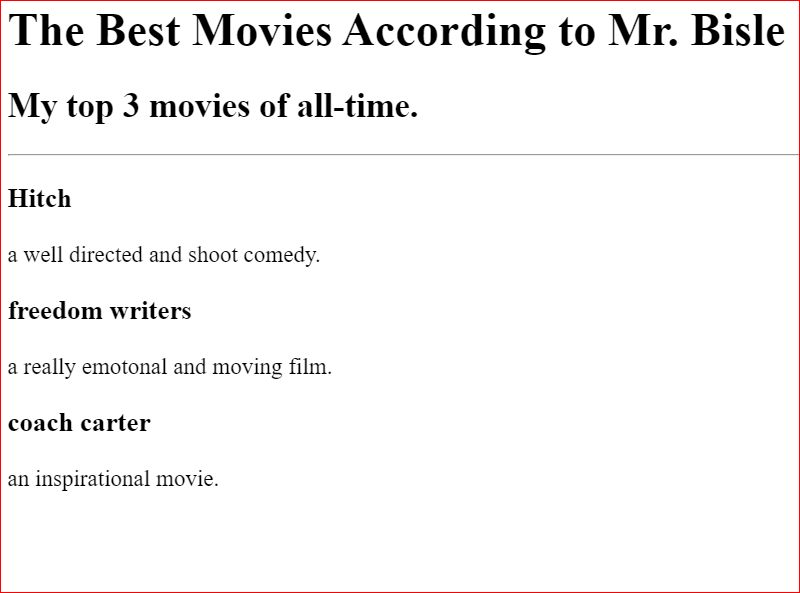 The Best Movies According to Mr. Bisle
My top 3 movies of all-time.
Hitch
a well directed and shoot comedy.
freedom writers
a really emotonal and moving film.
coach carter
an inspirational movie.